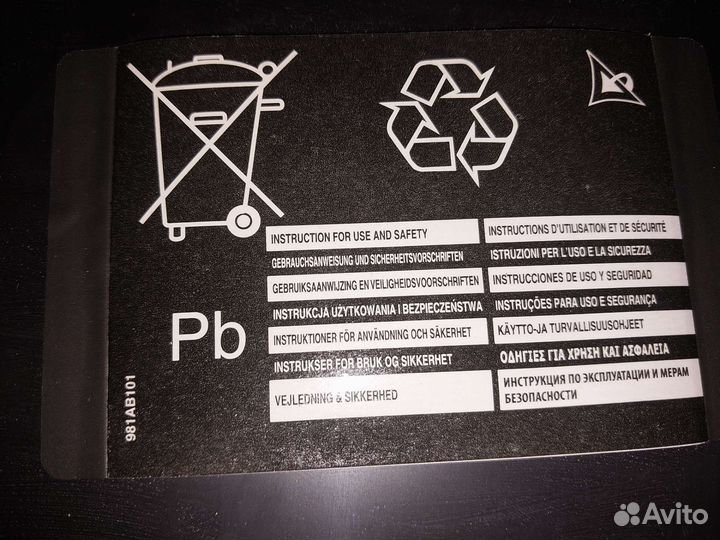 INSTRUCTION FOR USE AND SAFETY
GEBRAUCHSANWEISUNG UND SICHERHEITSVORSCHRIFTEN
GEBRUIKSAANWIJZING EN VEILIGHEIDSVOORSCHRIFTEN
INSTRUKCJA UŻYTKOWANIA I BEZPIECZEŃSTWA
INSTRUKTIONER FÖR ANVÄNDNING OCH SÄKERHET
INSTRUKSER FOR BRUK OG SIKKERHET
VEJLEDNING & SIKKERHED
INSTRUCTIONS D'UTILISATION ET DE SÉCURITÉ
ISTRUZIONI PER L'USO E LA SICUREZZA
INSTRUCCIONES DE USO Y SEGURIDAD
INSTRUÇÕES PARA USO E SEGURANÇA
KÄYTTO-JA TURVALLISUUSOHJEET
ΟΔΗΓΙΕΣ ΓΙΑ ΧΡΗΣΗ ΚΑΙ ΑΣΦΑΛΕΙΑ
ИНСТРУКЦИЯ ПО ЭКСПЛУАТАЦИИ И МЕРАМ
БЕЗОПАСНОСТИ
Pb
981AB101
Avito